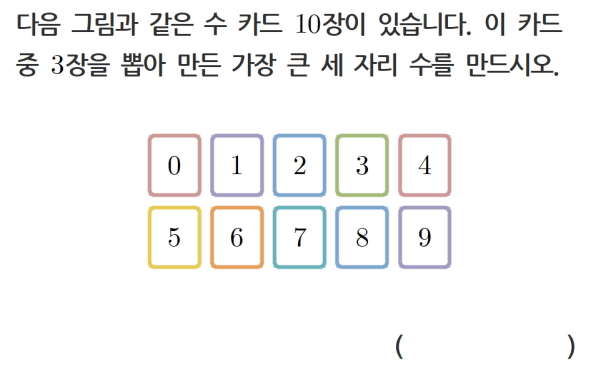 다음 그림과 같은 수 카드 10장이 있습니다. 이 카드
중 3장을 뽑아 만든 가장 큰 세 자리 수를 만드시오.
0 1 2 3 4
5 6 7 8 9
( )